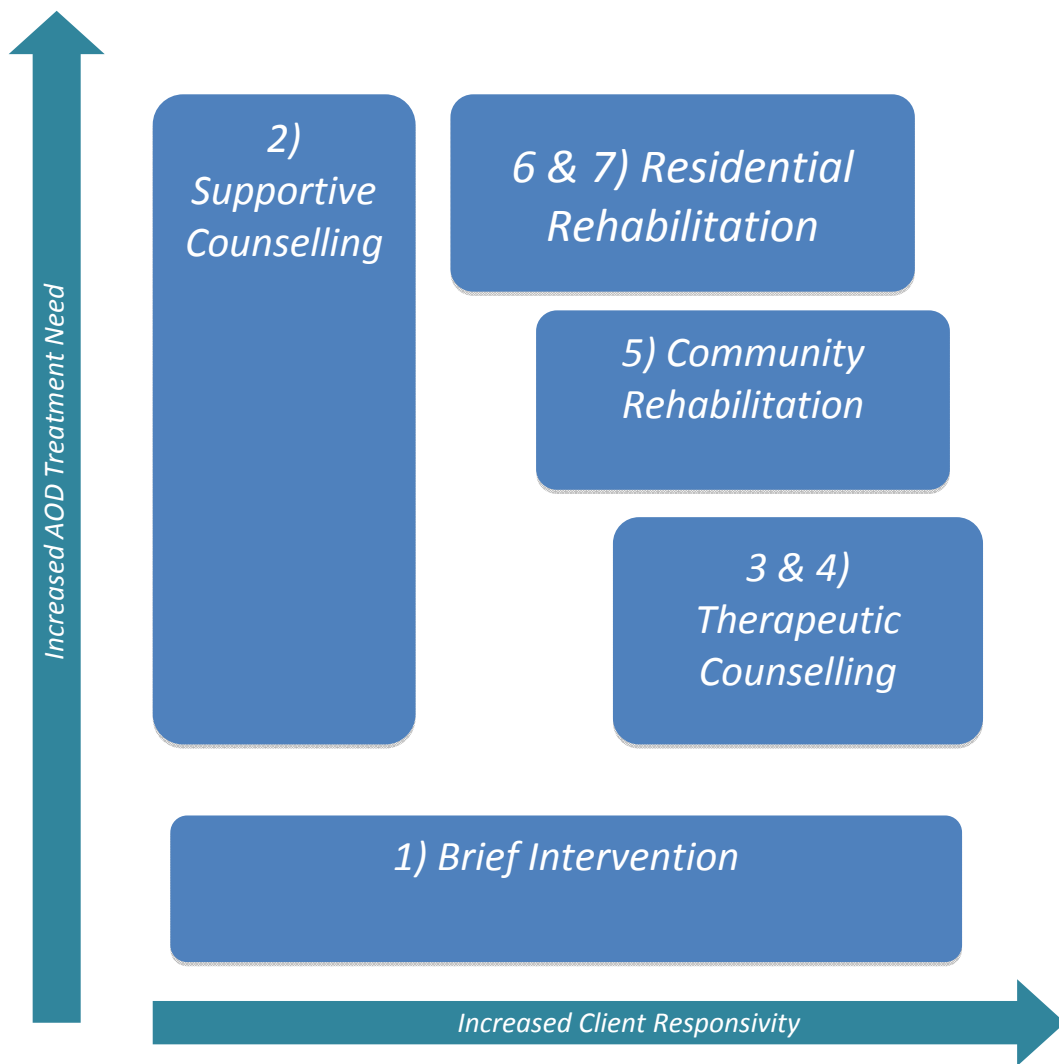 Increased AOD Treatment Need
2)
Supportive
Counselling
6 & 7) Residential
Rehabilitation
5) Community
Rehabilitation
3 & 4)
Therapeutic
Counselling
1) Brief Intervention
Increased Client Responsivity